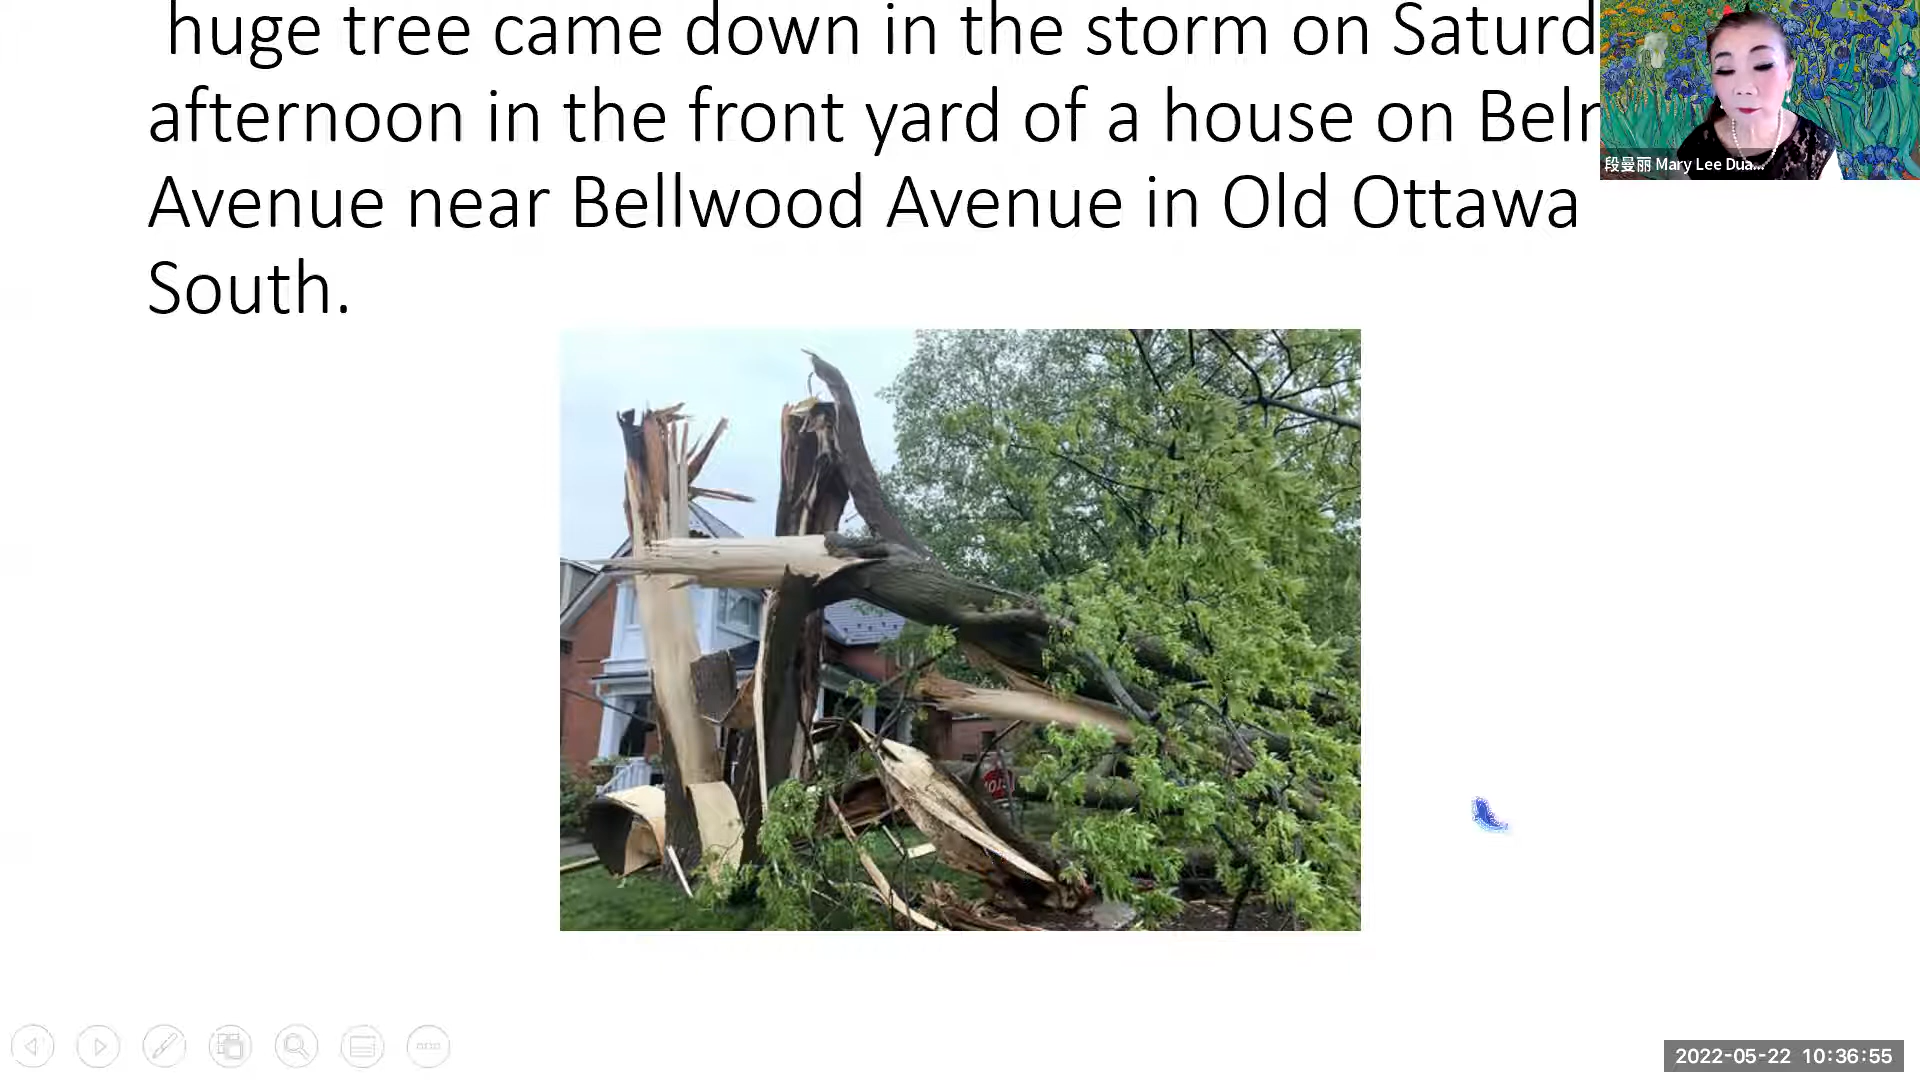 huge tree came down in the storm on Saturd
afternoon in the front yard of a house on Bel
Avenue near Bellwood Avenue in Old Ottawa
South.
段曼丽 Mary Lee Dua...
2022-05-22 10:36:55